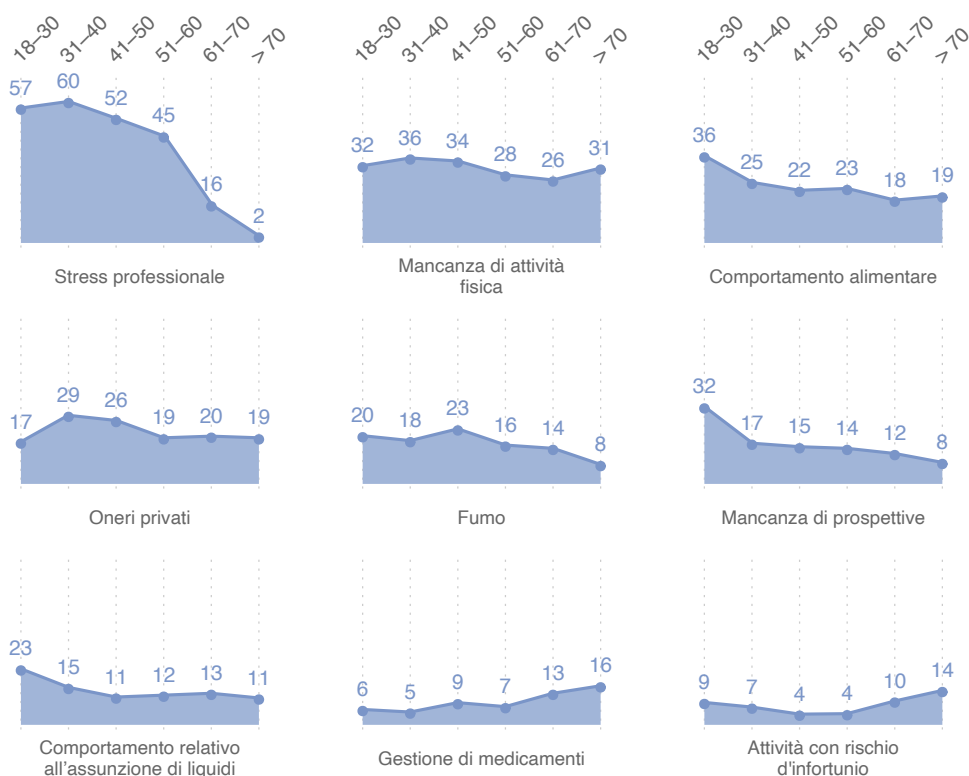 18–30 31–40 41–50 51–60 61–70 > 70
18–30 31–40 41–50 51–60 61–70 > 70
18–30 31–40 41–50 51–60 61–70 > 70
57 60 52 45 16 2
Stress professionale
32 36 34 28 26 31
Mancanza di attività
fisica
36 25 22 23 18 19
Comportamento alimentare
17 29 26 19 20 19
Oneri privati
20 18 23 16 14 8
Fumo
32 17 15 14 12 8
Mancanza di prospettive
23 15 11 12 13 11
Comportamento relativo
all’assunzione di liquidi
6 5 9 7 13 16
Gestione di medicamenti
9 7 4 4 10 14
Attività con rischio
d'infortunio